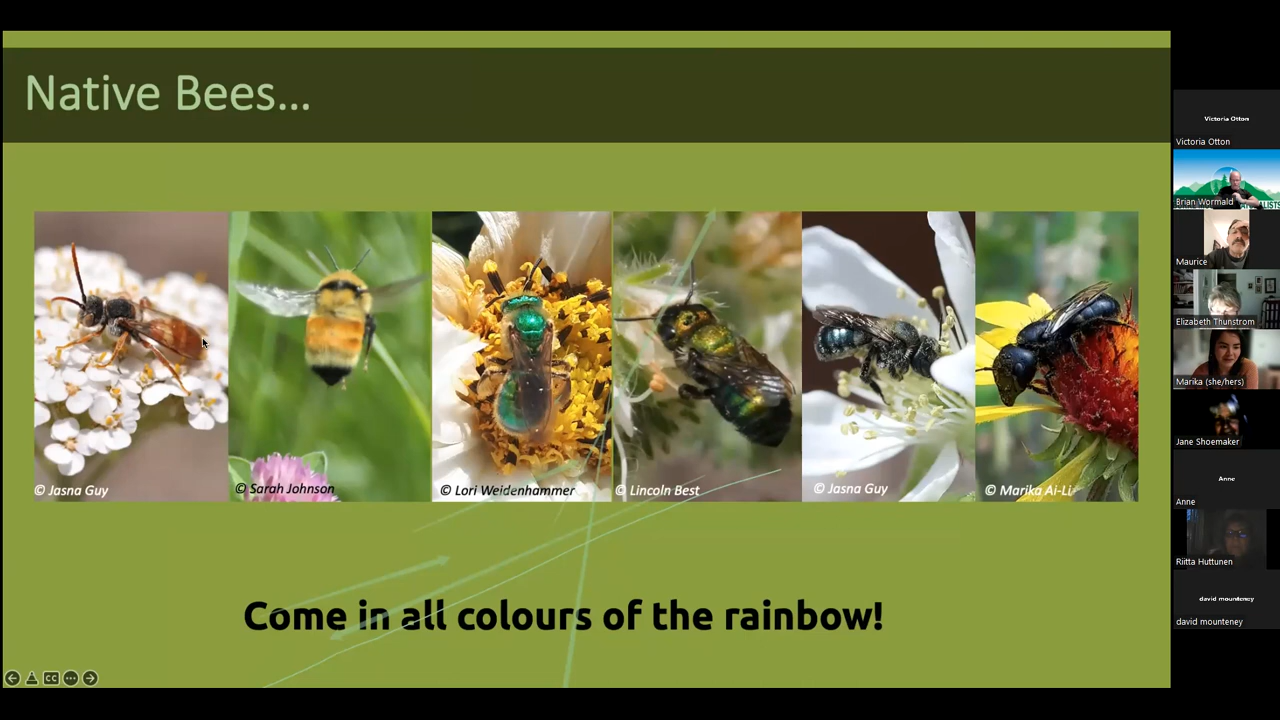 Native Bees...
© Jasna Guy
© Sarah Johnson
© Lori Weidenhammer
© Lincoln Best
© Jasna Guy
© Marika Ai-Li
Come in all colours of the rainbow!
CC
Victoria Otton
Victoria Otton
Brian Wormald
Maurice
Elizabeth Thunstrom
Marika (she/hers)
Jane Shoemaker
Anne
Anne
Riitta Huttunen
david mounteney
david mounteney